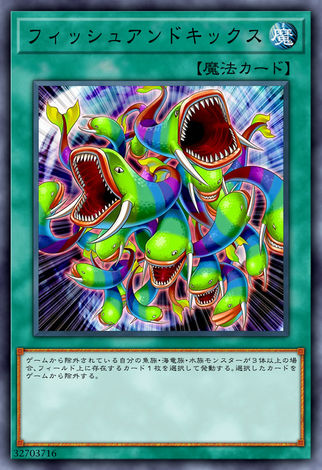 フィッシュアンドキックス
魔
【魔法カード】
ゲームから除外されている自分の魚族・海竜族・水族モンスターが3体以上の場
合、フィールド上に存在するカード1枚を選択して発動する。選択したカードを
ゲームから除外する。
32703716